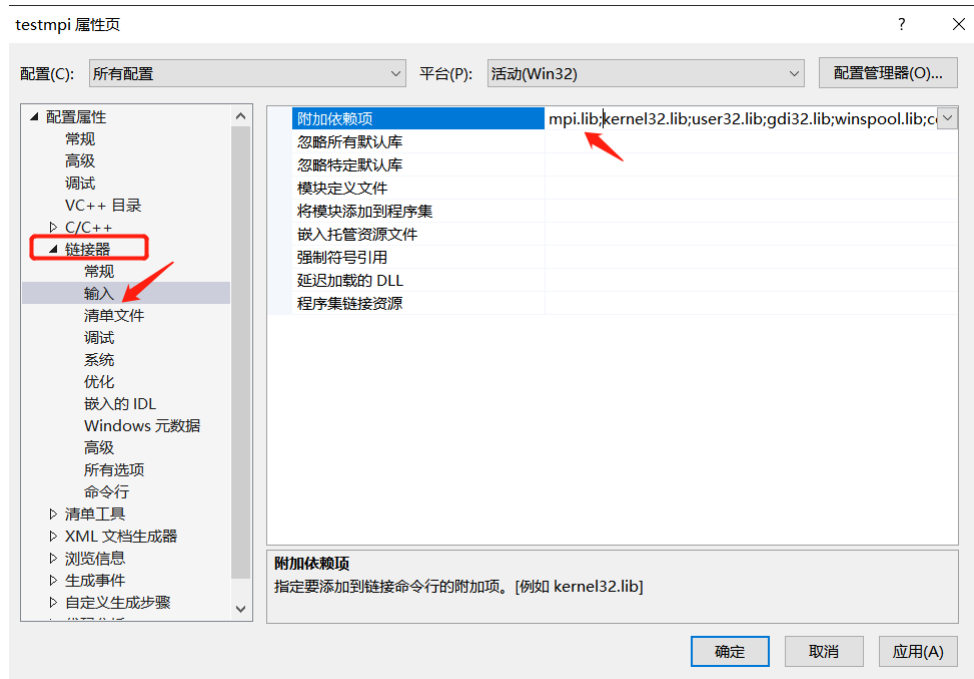 testmpi 属性页
配置(C): 所有配置 平台(P): 活动(Win32) 配置管理器(O)...
配置属性
常规
高级
调试
VC++ 目录
C/C++
链接器
常规
输入
清单文件
调试
系统
优化
嵌入的 IDL
Windows 元数据
高级
所有选项
命令行
清单工具
XML 文档生成器
浏览信息
生成事件
自定义生成步骤
附加依赖项 mpi.lib;kernel32.lib;user32.lib;gdi32.lib;winspool.lib;
忽略所有默认库
忽略特定默认库
模块定义文件
将模块添加到程序集
嵌入托管资源文件
强制符号引用
延迟加载的 DLL
程序集链接资源
附加依赖项
指定要添加到链接命令行的附加项。[例如 kernel32.lib]
确定 取消 应用(A)